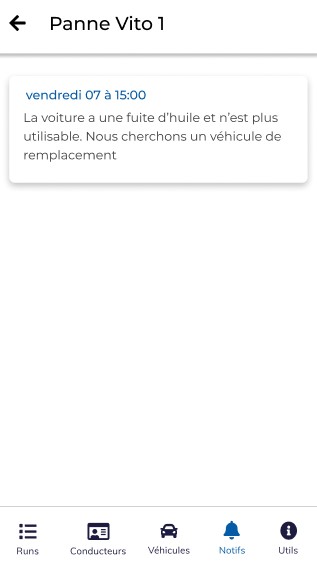 Panne Vito 1
vendredi 07 à 15:00
La voiture a une fuite d'huile et n'est plus
utilisable. Nous cherchons un véhicule de
remplacement
Runs
Conducteurs
Véhicules
Notifs
Utils